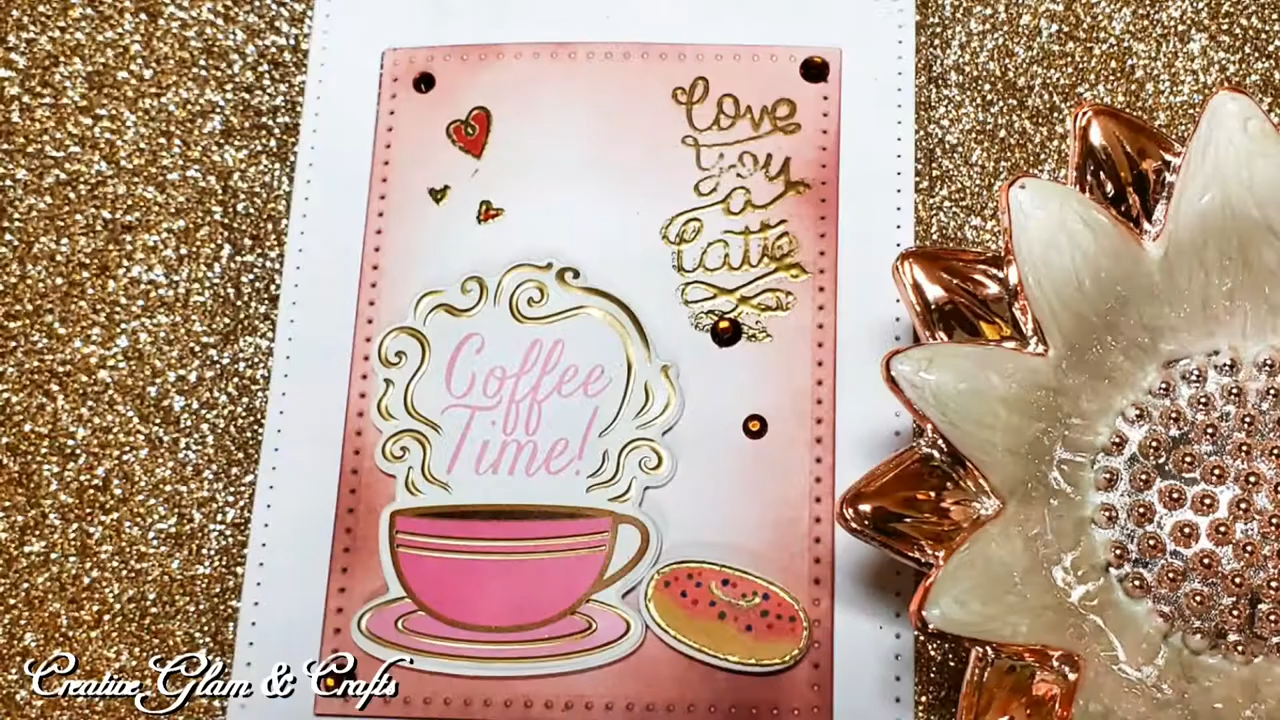 Love
You
a
Latte
Coffee
Time!
Creative Glam & Crafts